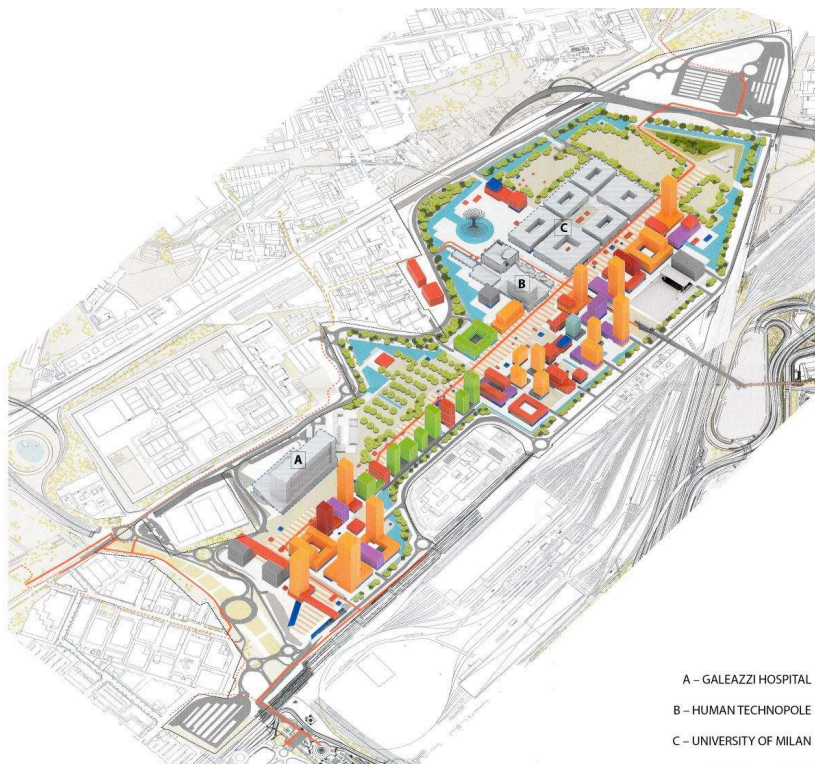 C
B
A
A – GALEAZZI HOSPITAL
B – HUMAN TECHNOPOLE
C – UNIVERSITY OF MILAN